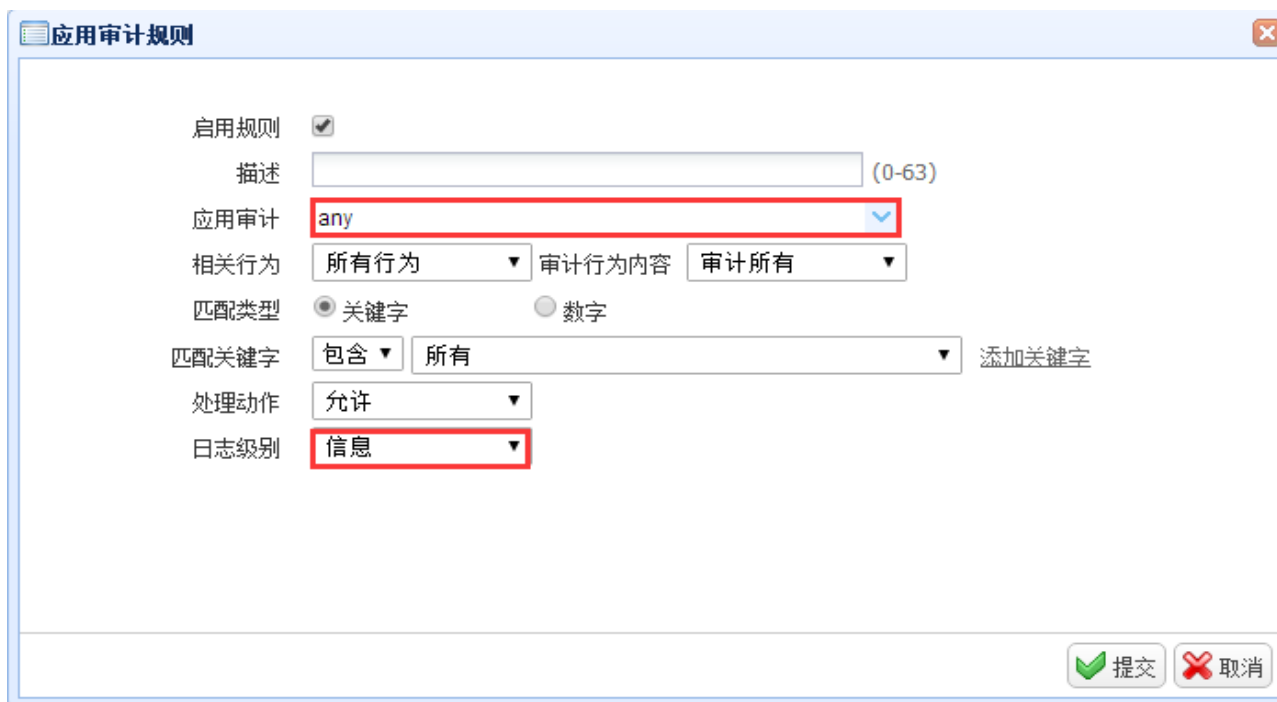 应用审计规则
启用规则
描述 (0-63)
应用审计 any
相关行为 所有行为 审计行为内容 审计所有
匹配类型 关键字 数字
匹配关键字 包含 所有 添加关键字
处理动作 允许
日志级别 信息
提交 取消